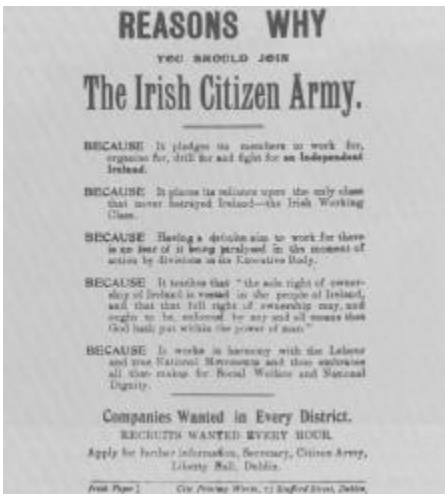 REASONS WHY
YOU SHOULD JOIN
The Irish Citizen Army.
BECAUSE It pledges its members to work for,
organise for, drill for and fight for an Independent
Ireland.
BECAUSE It places its reliance upon the only class
that never betrayed Ireland—the Irish Working
Class.
BECAUSE Having a definite aim to work for there
is no fear of it being paralysed in the moment of
action by divisions in its Executive Body.
BECAUSE It teaches that "the sole right of owner-
ship of Ireland is vested in the people of Ireland,
and that that full right of ownership may, and
ought to be, enforced by any and all means that
God hath put within the power of man."
BECAUSE It works in harmony with the Labour
and true National Movements and thus embraces
all that makes for Social Welfare and National
Dignity.
Companies Wanted in Every District.
RECRUITS WANTED EVERY HOUR.
Apply for further information, Secretary, Citizen Army,
Liberty Hall, Dublin.
Irish Paper] City Printing Works, 13 Stafford Street, Dublin.